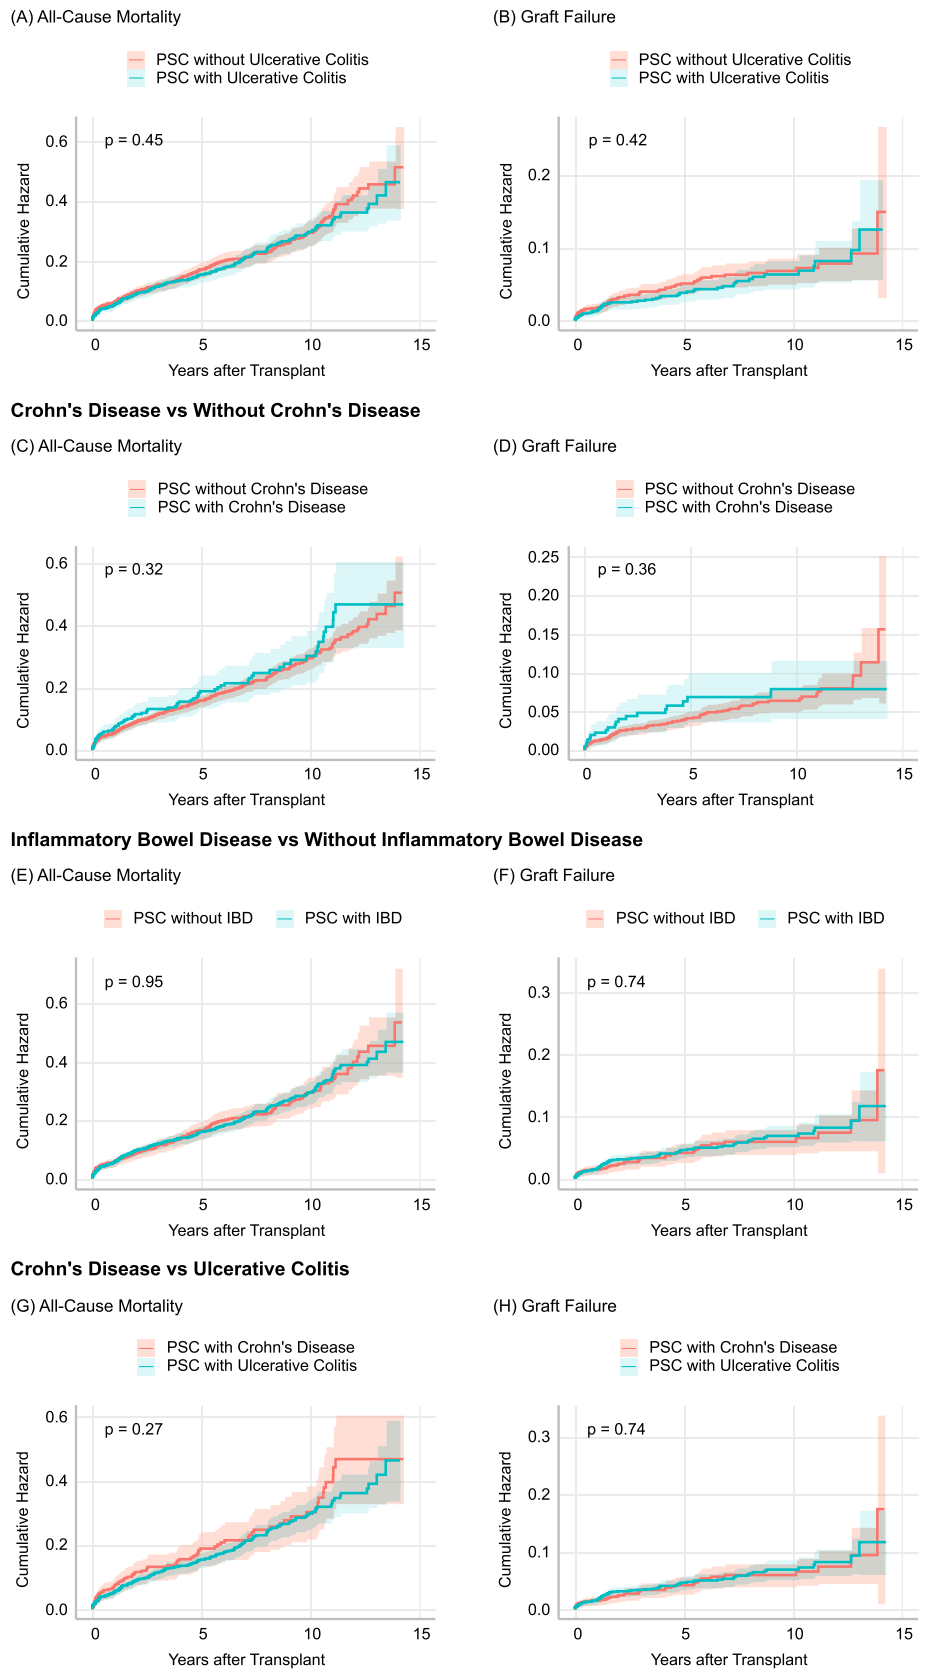 (A) All-Cause Mortality
PSC without Ulcerative Colitis
PSC with Ulcerative Colitis
p = 0.45
Cumulative Hazard
0.6
0.4
0.2
0.0
0 5 10 15
Years after Transplant
(B) Graft Failure
PSC without Ulcerative Colitis
PSC with Ulcerative Colitis
p = 0.42
Cumulative Hazard
0.2
0.1
0.0
0 5 10 15
Years after Transplant
Crohn's Disease vs Without Crohn's Disease
(C) All-Cause Mortality
PSC without Crohn's Disease
PSC with Crohn's Disease
p = 0.32
Cumulative Hazard
0.6
0.4
0.2
0.0
0 5 10 15
Years after Transplant
(D) Graft Failure
PSC without Crohn's Disease
PSC with Crohn's Disease
p = 0.36
Cumulative Hazard
0.25
0.20
0.15
0.10
0.05
0.00
0 5 10 15
Years after Transplant
Inflammatory Bowel Disease vs Without Inflammatory Bowel Disease
(E) All-Cause Mortality
PSC without IBD PSC with IBD
p = 0.95
Cumulative Hazard
0.6
0.4
0.2
0.0
0 5 10 15
Years after Transplant
(F) Graft Failure
PSC without IBD PSC with IBD
p = 0.74
Cumulative Hazard
0.3
0.2
0.1
0.0
0 5 10 15
Years after Transplant
Crohn's Disease vs Ulcerative Colitis
(G) All-Cause Mortality
PSC with Crohn's Disease
PSC with Ulcerative Colitis
p = 0.27
Cumulative Hazard
0.6
0.4
0.2
0.0
0 5 10 15
Years after Transplant
(H) Graft Failure
PSC with Crohn's Disease
PSC with Ulcerative Colitis
p = 0.74
Cumulative Hazard
0.3
0.2
0.1
0.0
0 5 10 15
Years after Transplant